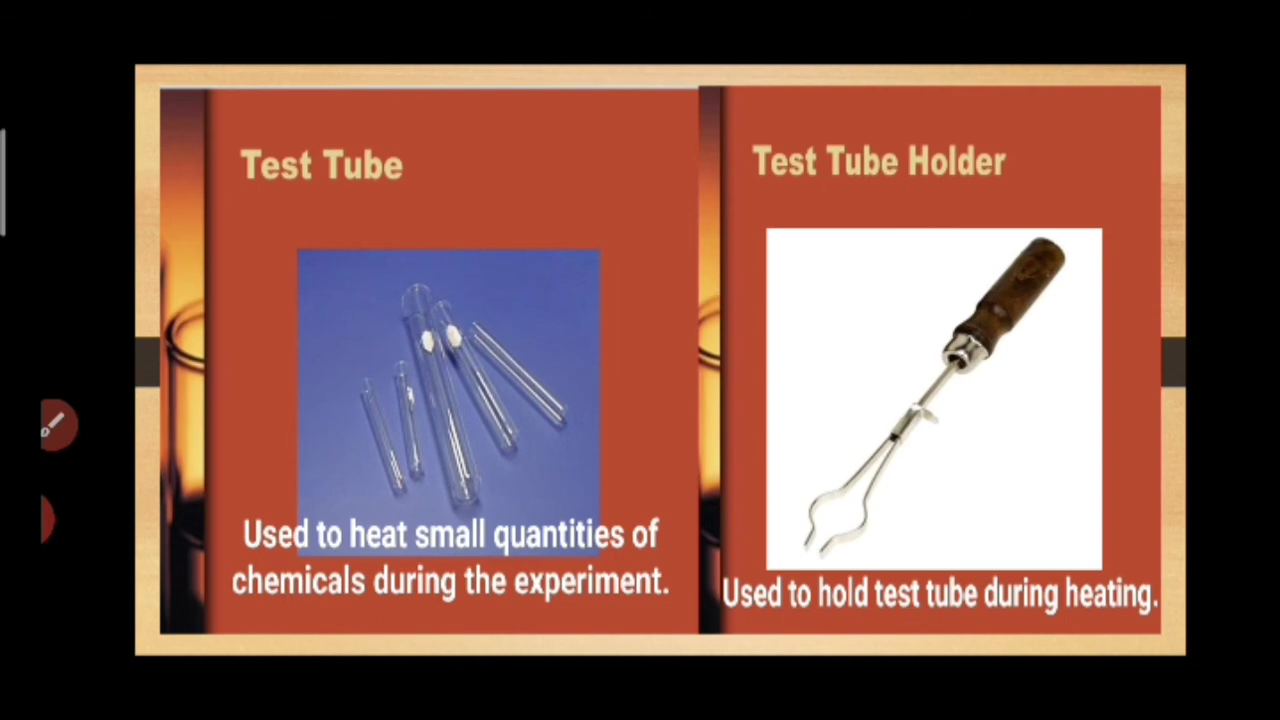 Test Tube
Used to heat small quantities of
chemicals during the experiment.
Test Tube Holder
Used to hold test tube during heating.